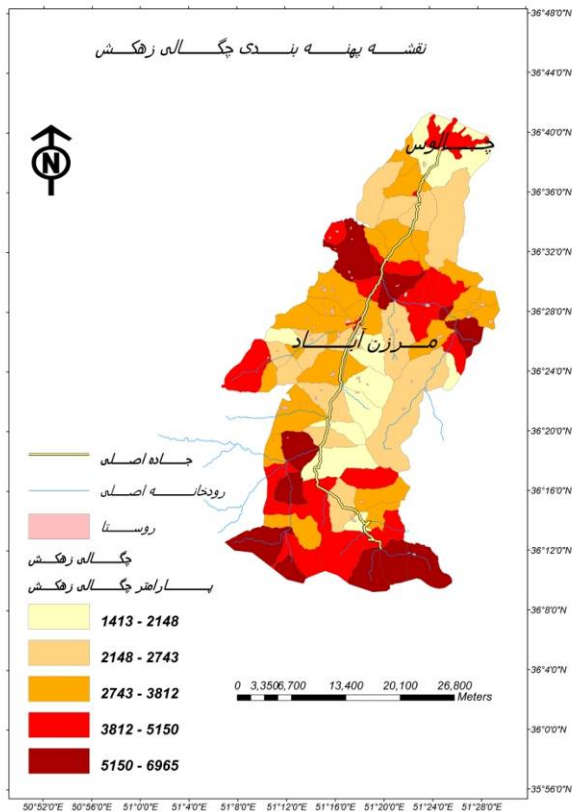 نقشه پهنه بندی چگالی زهکش
36°48'0"N
36°44'0"N
36°40'0"N
36°36'0"N
36°32'0"N
36°28'0"N
36°24'0"N
36°20'0"N
36°16'0"N
36°12'0"N
36°8'0"N
36°4'0"N
36°0'0"N
35°56'0"N
N
چالوس
مرزن آباد
جاده اصلی
رودخانه اصلی
روستا
چگالی زهکش
پارامتر چگالی زهکش
1413 - 2148
2148 - 2743
2743 - 3812
3812 - 5150
5150 - 6965
0 3,350 6,700 13,400 20,100 26,800
Meters
50°52'0"E 50°56'0"E 51°0'0"E 51°4'0"E 51°8'0"E 51°12'0"E 51°16'0"E 51°20'0"E 51°24'0"E 51°28'0"E